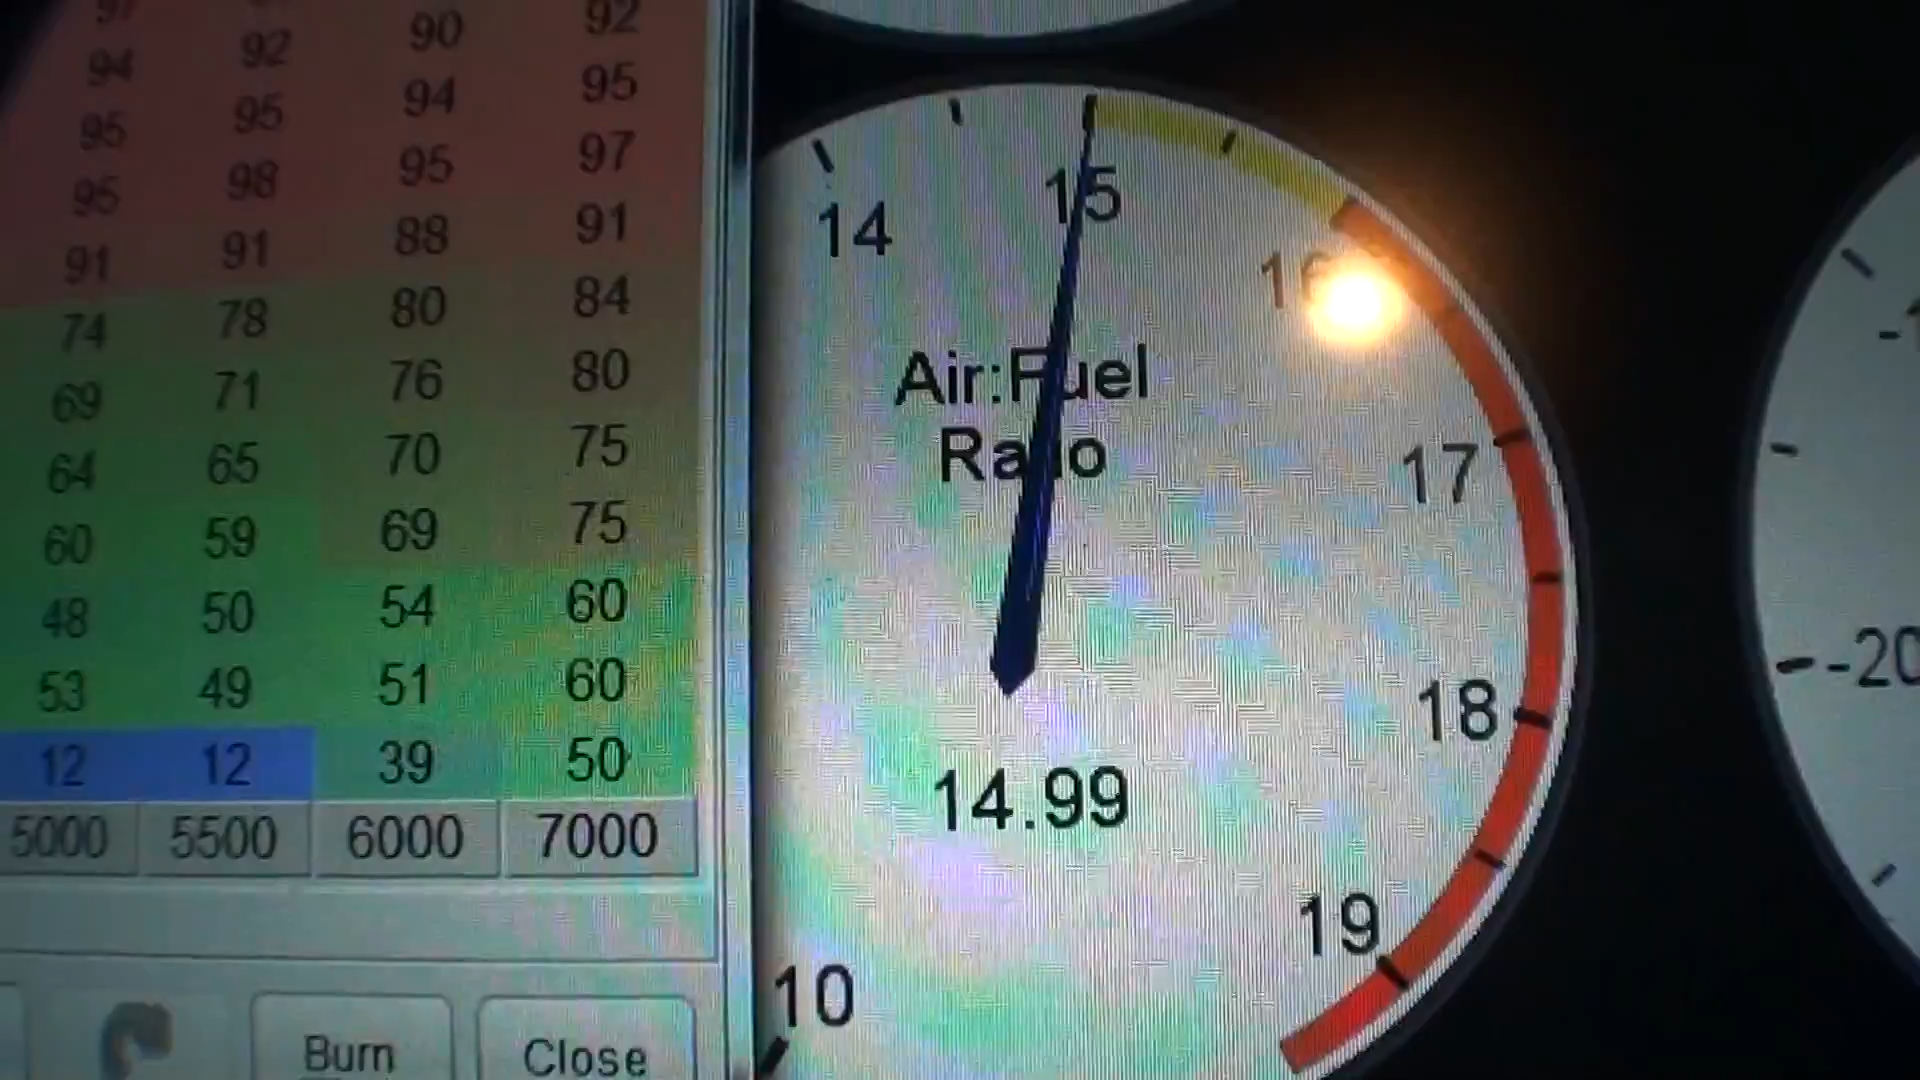 92 90 92
94 92 90
94 95 94 95
95 98 95 97
91 91 88 91
74 78 80 84
69 71 76 80
64 65 70 75
60 59 69 75
48 50 54 60
53 49 51 60
12 12 39 50
5000 5500 6000 7000
Burn Close
14 15 17
Air:Fuel
Ratio
18
14.99
19
10
-20